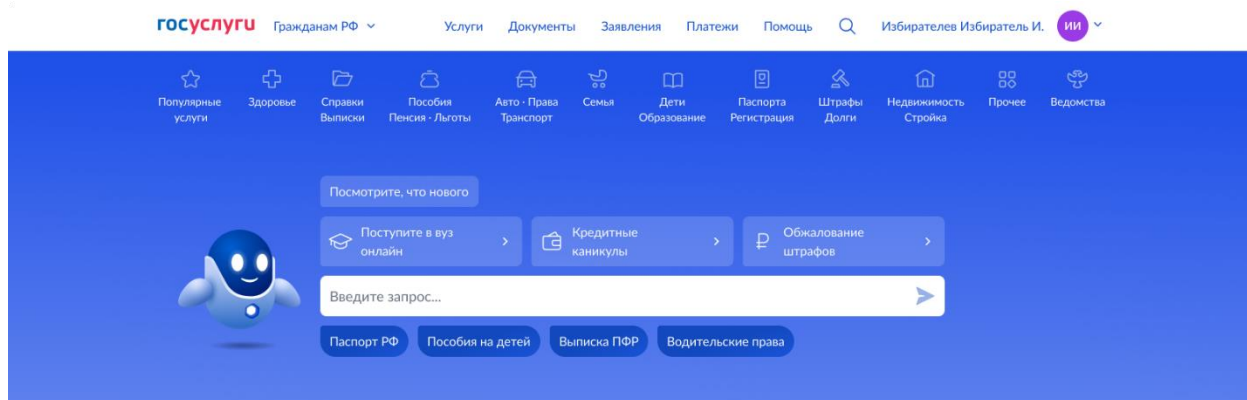 госуслуги Гражданам РФ Услуги Документы Заявления Платежи Помощь Избирателев Избиратель И. ИИ
Популярные услуги
Здоровье
Справки Выписки
Пособия Пенсия · Льготы
Авто · Права Транспорт
Семья
Дети Образование
Паспорта Регистрация
Штрафы Долги
Недвижимость Стройка
Прочее
Ведомства
Посмотрите, что нового
Поступите в вуз онлайн
Кредитные каникулы
Обжалование штрафов
Введите запрос...
Паспорт РФ Пособия на детей Выписка ПФР Водительские права